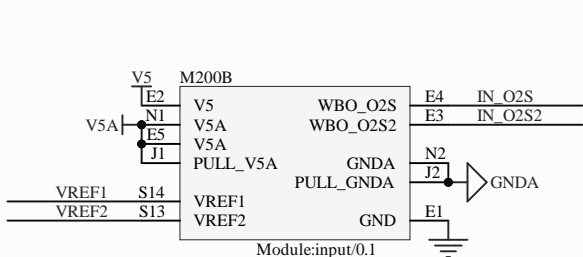 V5 M200B
E2 V5 WBO_O2S E4 IN_O2S
V5A N1 V5A WBO_O2S2 E3 IN_O2S2
E5 V5A
J1 PULL_V5A GNDA N2
PULL_GNDA J2 GNDA
VREF1 S14 VREF1
VREF2 S13 VREF2 GND E1
Module:input/0.1